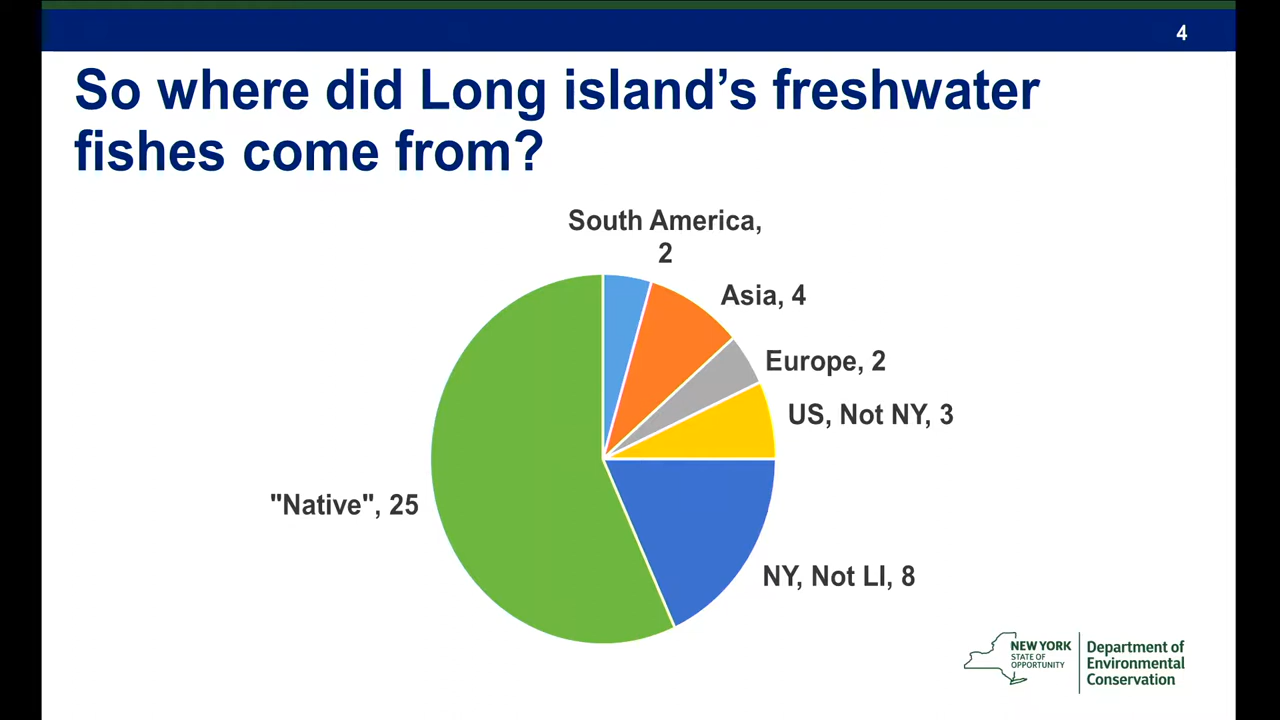 4
So where did Long island’s freshwater
fishes come from?
South America,
2
Asia, 4
Europe, 2
US, Not NY, 3
"Native", 25
NY, Not LI, 8
NEW YORK
STATE OF
OPPORTUNITY
Department of
Environmental
Conservation